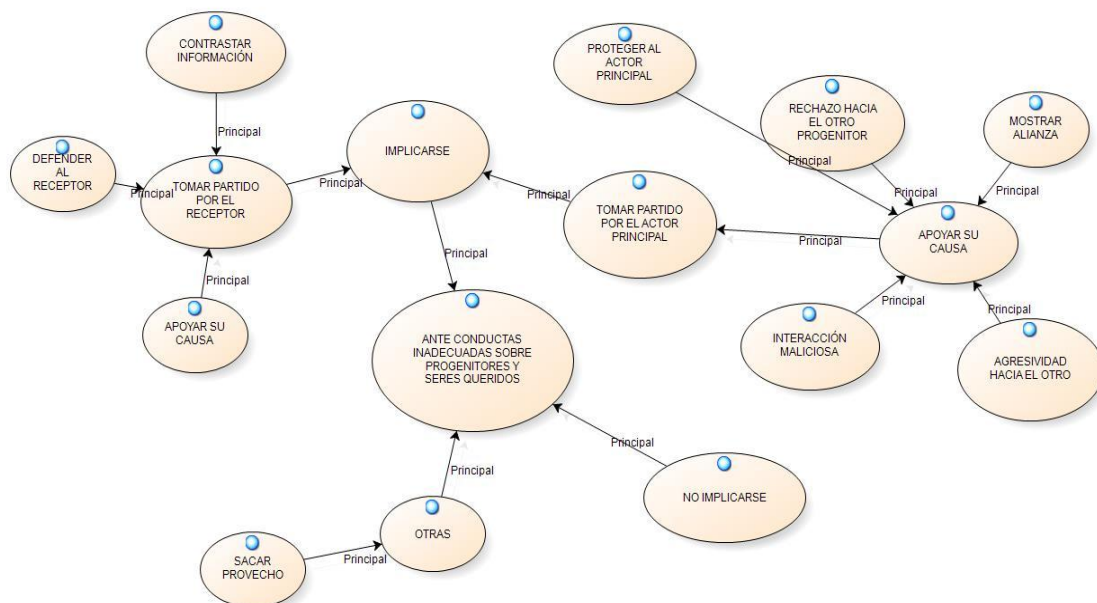 CONTRASTAR
INFORMACIÓN
PROTEGER AL
ACTOR
PRINCIPAL
RECHAZO HACIA
EL OTRO
PROGENITOR
MOSTRAR
ALIANZA
Principal
IMPLICARSE
Principal
DEFENDER
AL
RECEPTOR
Principal
TOMAR PARTIDO
POR EL
RECEPTOR
Principal
Principal
Principal
Principal
TOMAR PARTIDO
POR EL ACTOR
PRINCIPAL
Principal
APOYAR SU
CAUSA
Principal
Principal
Principal
Principal
APOYAR SU
CAUSA
ANTE CONDUCTAS
INADECUADAS SOBRE
PROGENITORES Y
SERES QUERIDOS
INTERACCIÓN
MALICIOSA
AGRESIVIDAD
HACIA EL OTRO
Principal
Principal
NO IMPLICARSE
OTRAS
SACAR
PROVECHO
Principal